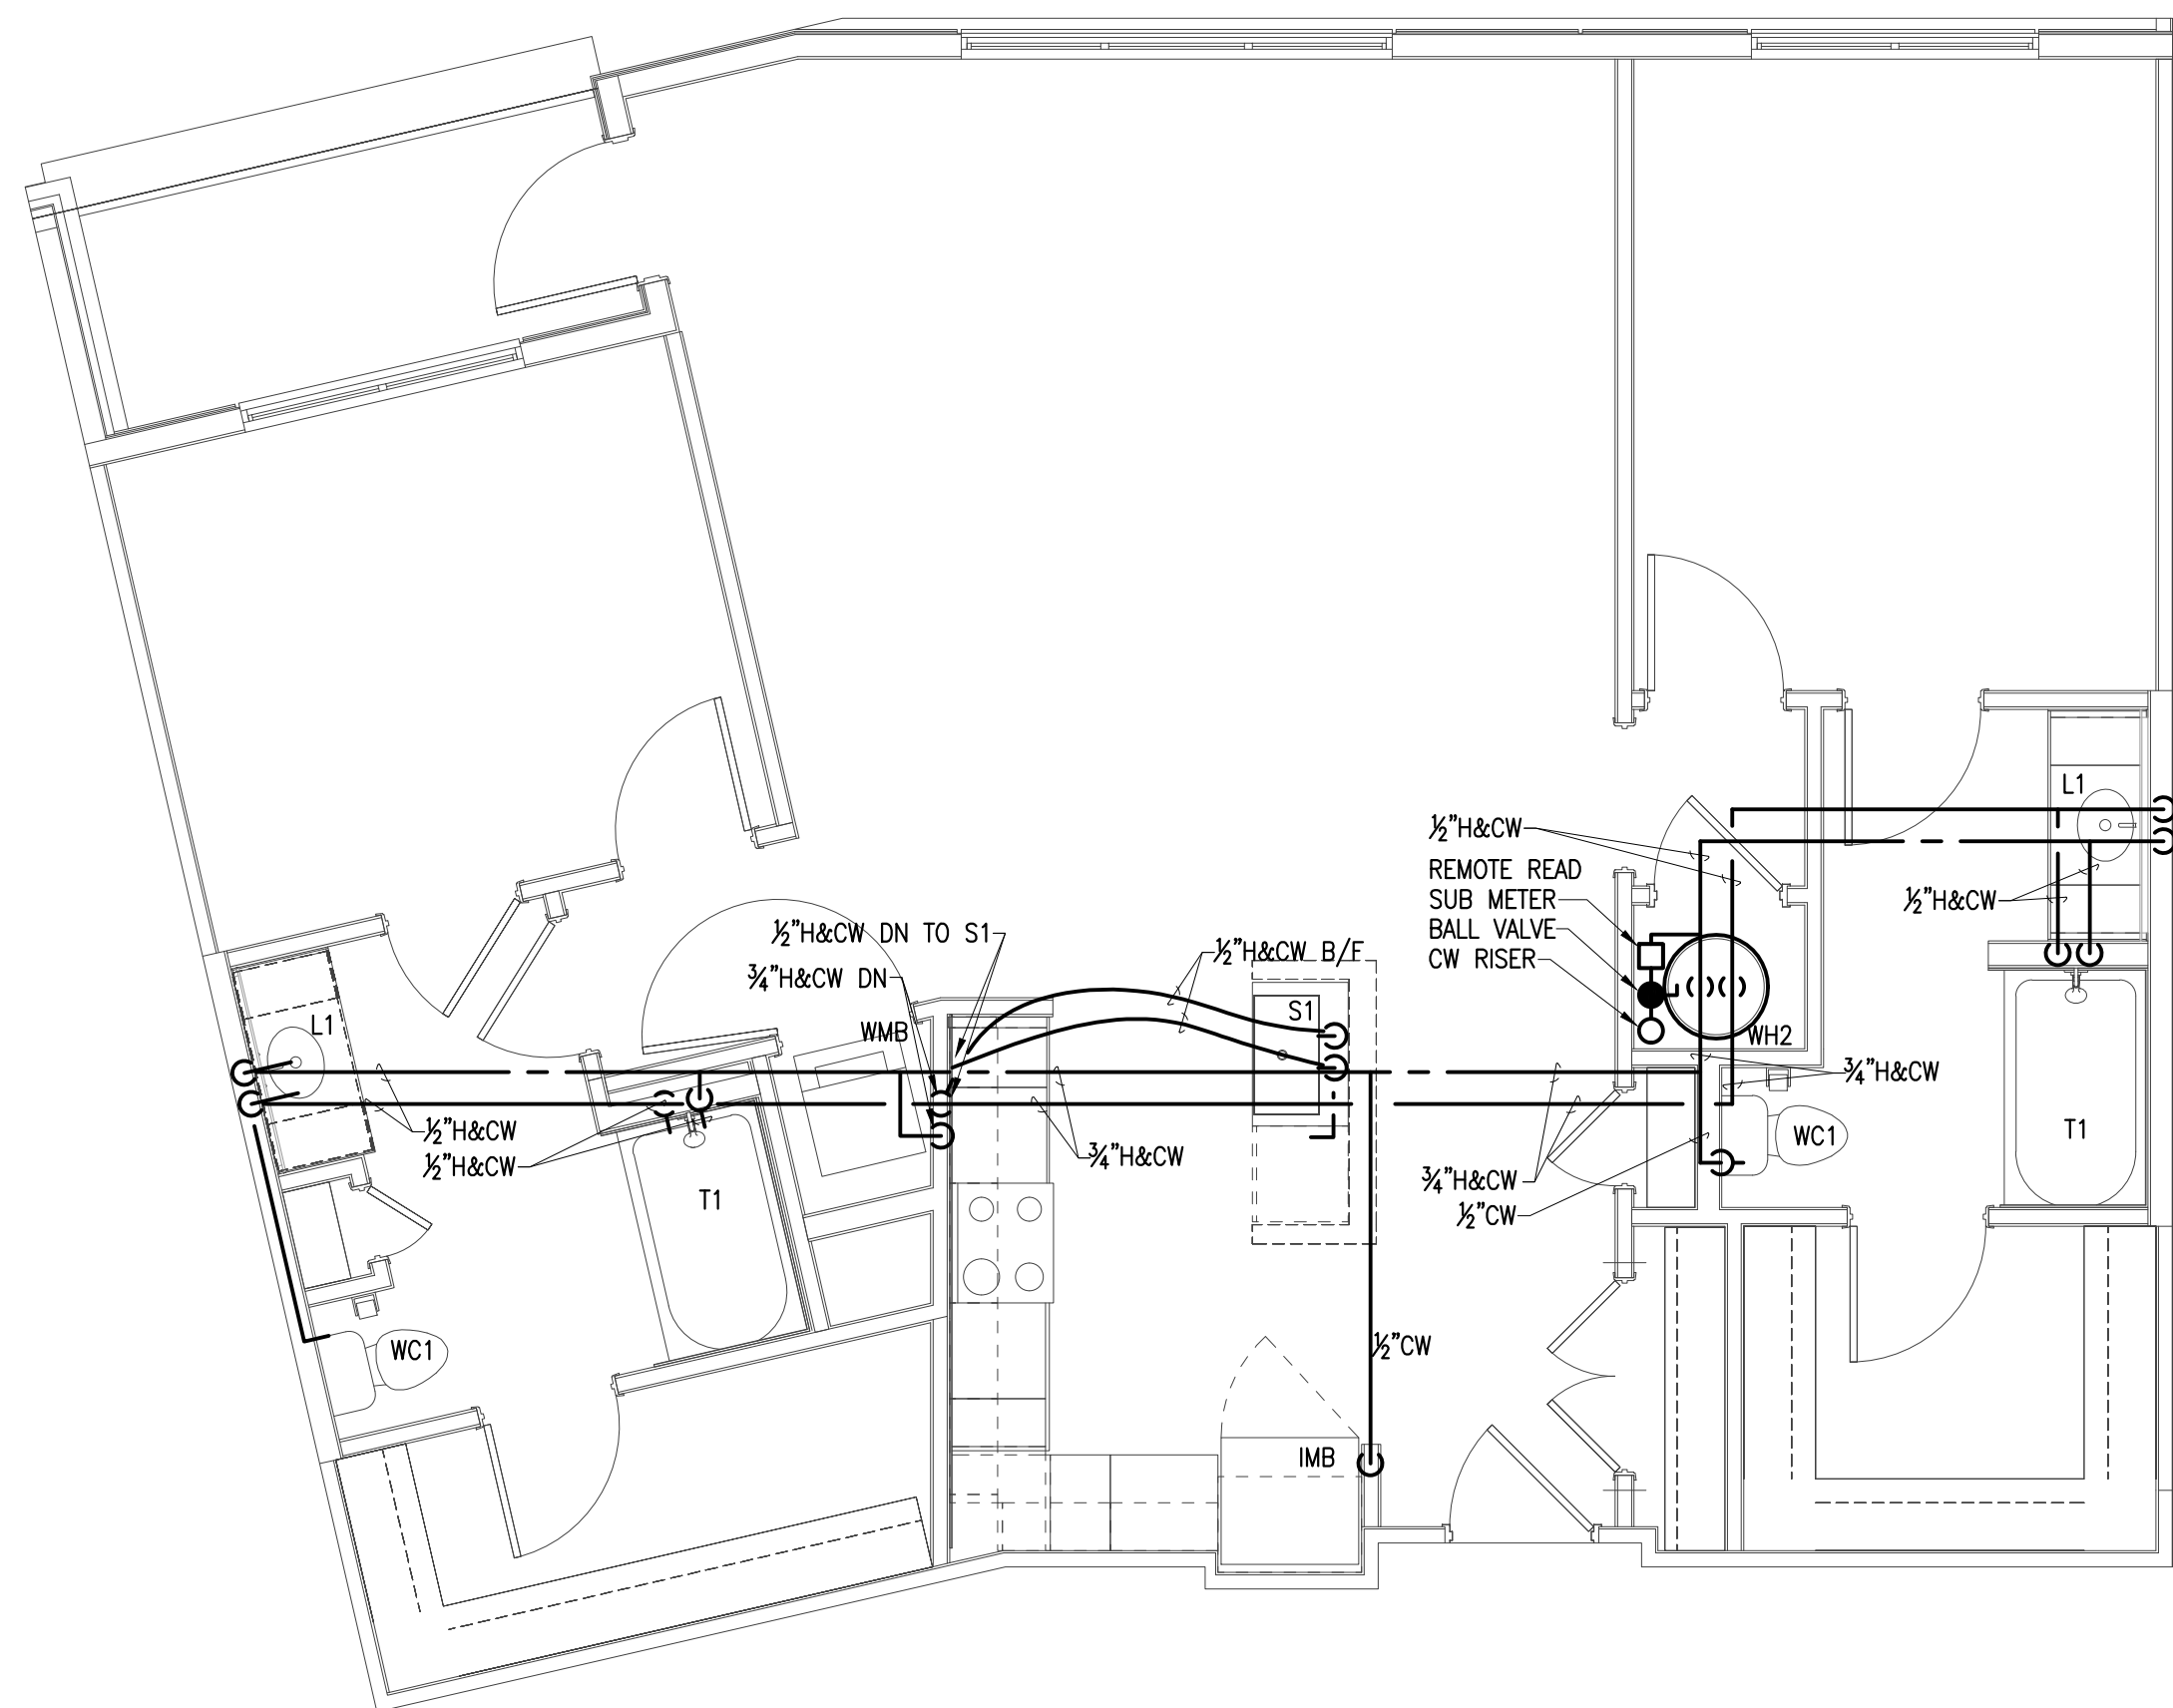 L1
½"H&CW
REMOTE READ
SUB METER
BALL VALVE
CW RISER
½"H&CW
½"H&CW DN TO S1
½"H&CW B/F
¾"H&CW DN
S1
L1
WMB
WH2
¾"H&CW
½"H&CW
½"H&CW
¾"H&CW
WC1
T1
¾"H&CW
T1
½"CW
WC1
½"CW
IMB